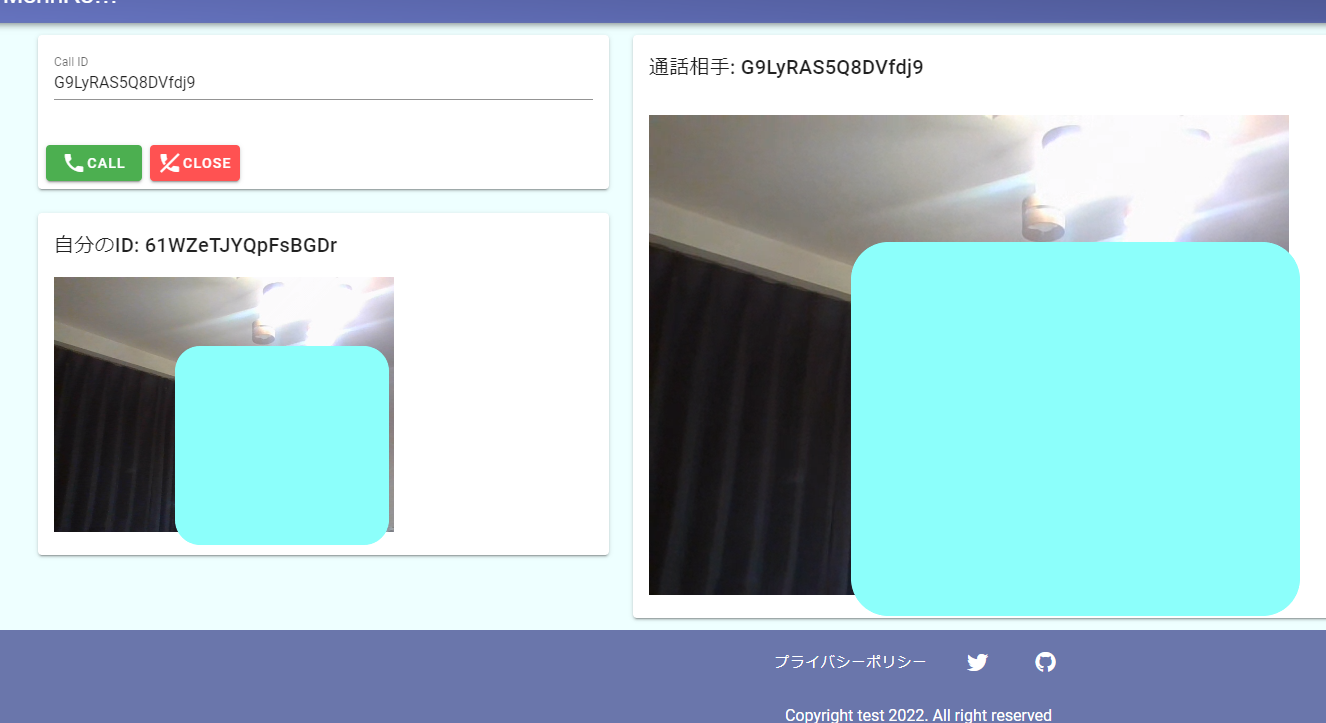 Call ID
G9LyRAS5Q8DVfdj9
CALL
CLOSE
自分のID: 61WZeTJYQpFsBGDr
通話相手: G9LyRAS5Q8DVfdj9
プライバシーポリシー
Copyright test 2022. All right reserved